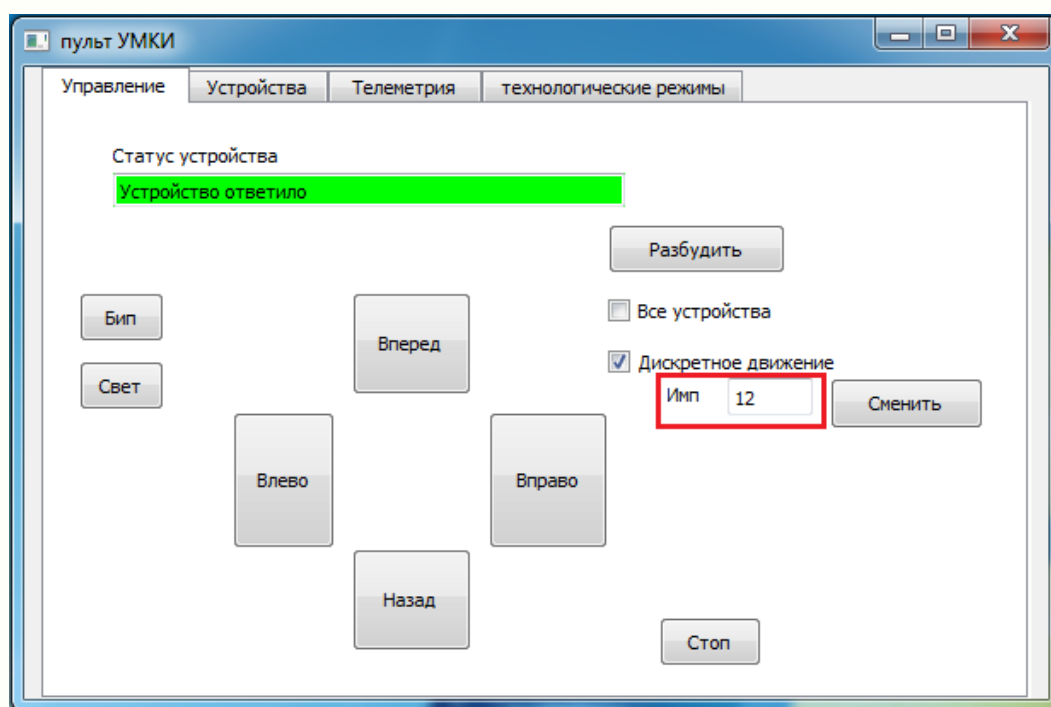 пульт УМКИ
Управление Устройства Телеметрия технологические режимы
Статус устройства
Устройство ответило
Разбудить
Бип
Вперед
Все устройства
Свет
Дискретное движение
Имп 12 Сменить
Влево Вправо
Назад
Стоп